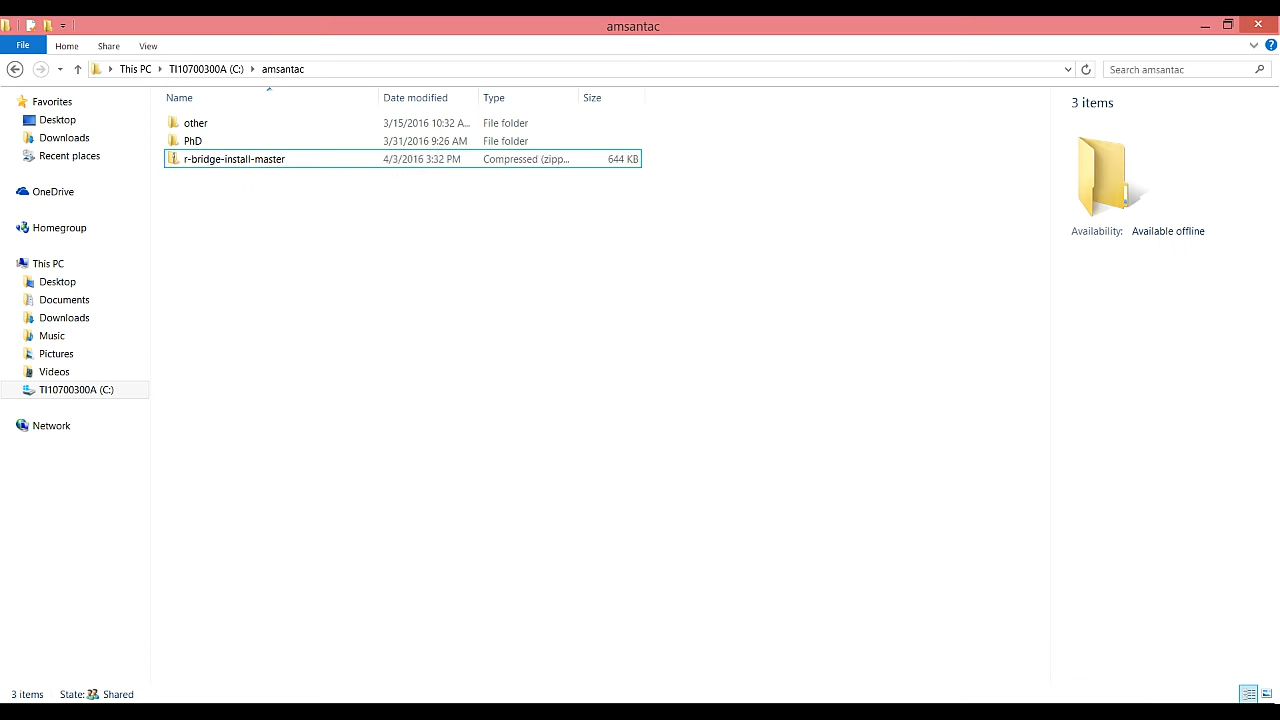 amsantac
File Home Share View
This PC TI10700300A (C:) amsantac
Search amsantac
Name Date modified Type Size
other 3/15/2016 10:32 A... File folder
PhD 3/31/2016 9:26 AM File folder
r-bridge-install-master 4/3/2016 3:32 PM Compressed (zipp... 644 KB
Favorites
Desktop
Downloads
Recent places
OneDrive
Homegroup
This PC
Desktop
Documents
Downloads
Music
Pictures
Videos
TI10700300A (C:)
Network
3 items
Availability: Available offline
3 items State: Shared